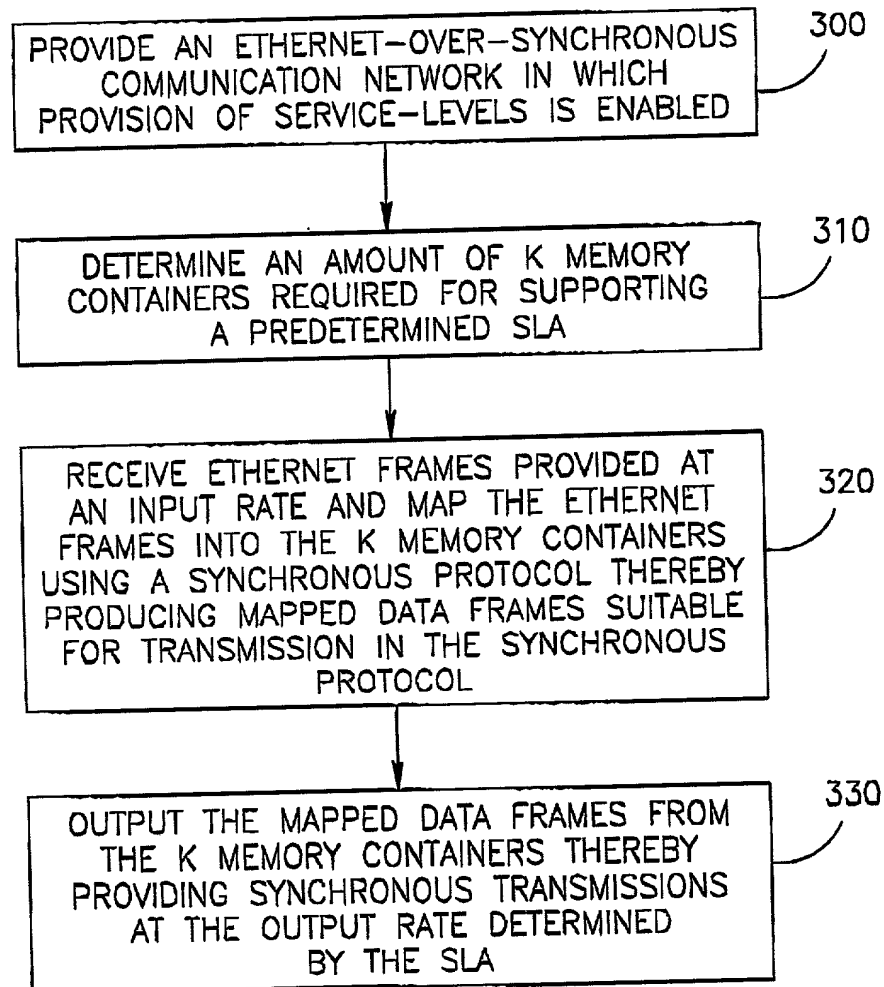 PROVIDE AN ETHERNET-OVER-SYNCHRONOUS
COMMUNICATION NETWORK IN WHICH
PROVISION OF SERVICE-LEVELS IS ENABLED
300
DETERMINE AN AMOUNT OF K MEMORY
CONTAINERS REQUIRED FOR SUPPORTING
A PREDETERMINED SLA
310
RECEIVE ETHERNET FRAMES PROVIDED AT
AN INPUT RATE AND MAP THE ETHERNET
FRAMES INTO THE K MEMORY CONTAINERS
USING A SYNCHRONOUS PROTOCOL THEREBY
PRODUCING MAPPED DATA FRAMES SUITABLE
FOR TRANSMISSION IN THE SYNCHRONOUS
PROTOCOL
320
OUTPUT THE MAPPED DATA FRAMES FROM
THE K MEMORY CONTAINERS THEREBY
PROVIDING SYNCHRONOUS TRANSMISSIONS
AT THE OUTPUT RATE DETERMINED
BY THE SLA
330